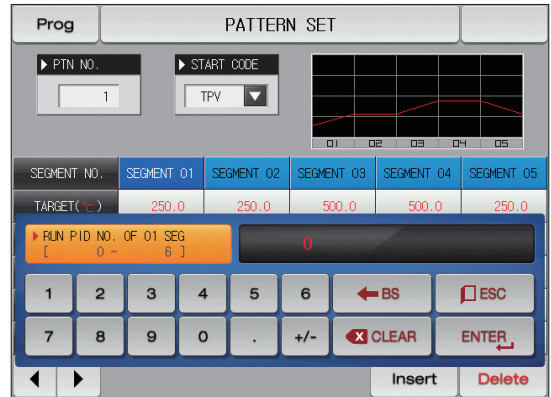 Prog PATTERN SET
▶ PTN NO. ▶ START CODE
1 TPV
01 02 03 04 05
SEGMENT NO. SEGMENT 01 SEGMENT 02 SEGMENT 03 SEGMENT 04 SEGMENT 05
TARGET(℃) 250.0 250.0 500.0 500.0 250.0
▶ RUN PID NO. OF 01 SEG
[ 0 ~ 6 ] 0
1 2 3 4 5 6 BS ESC
7 8 9 0 . +/- CLEAR ENTER
Insert Delete